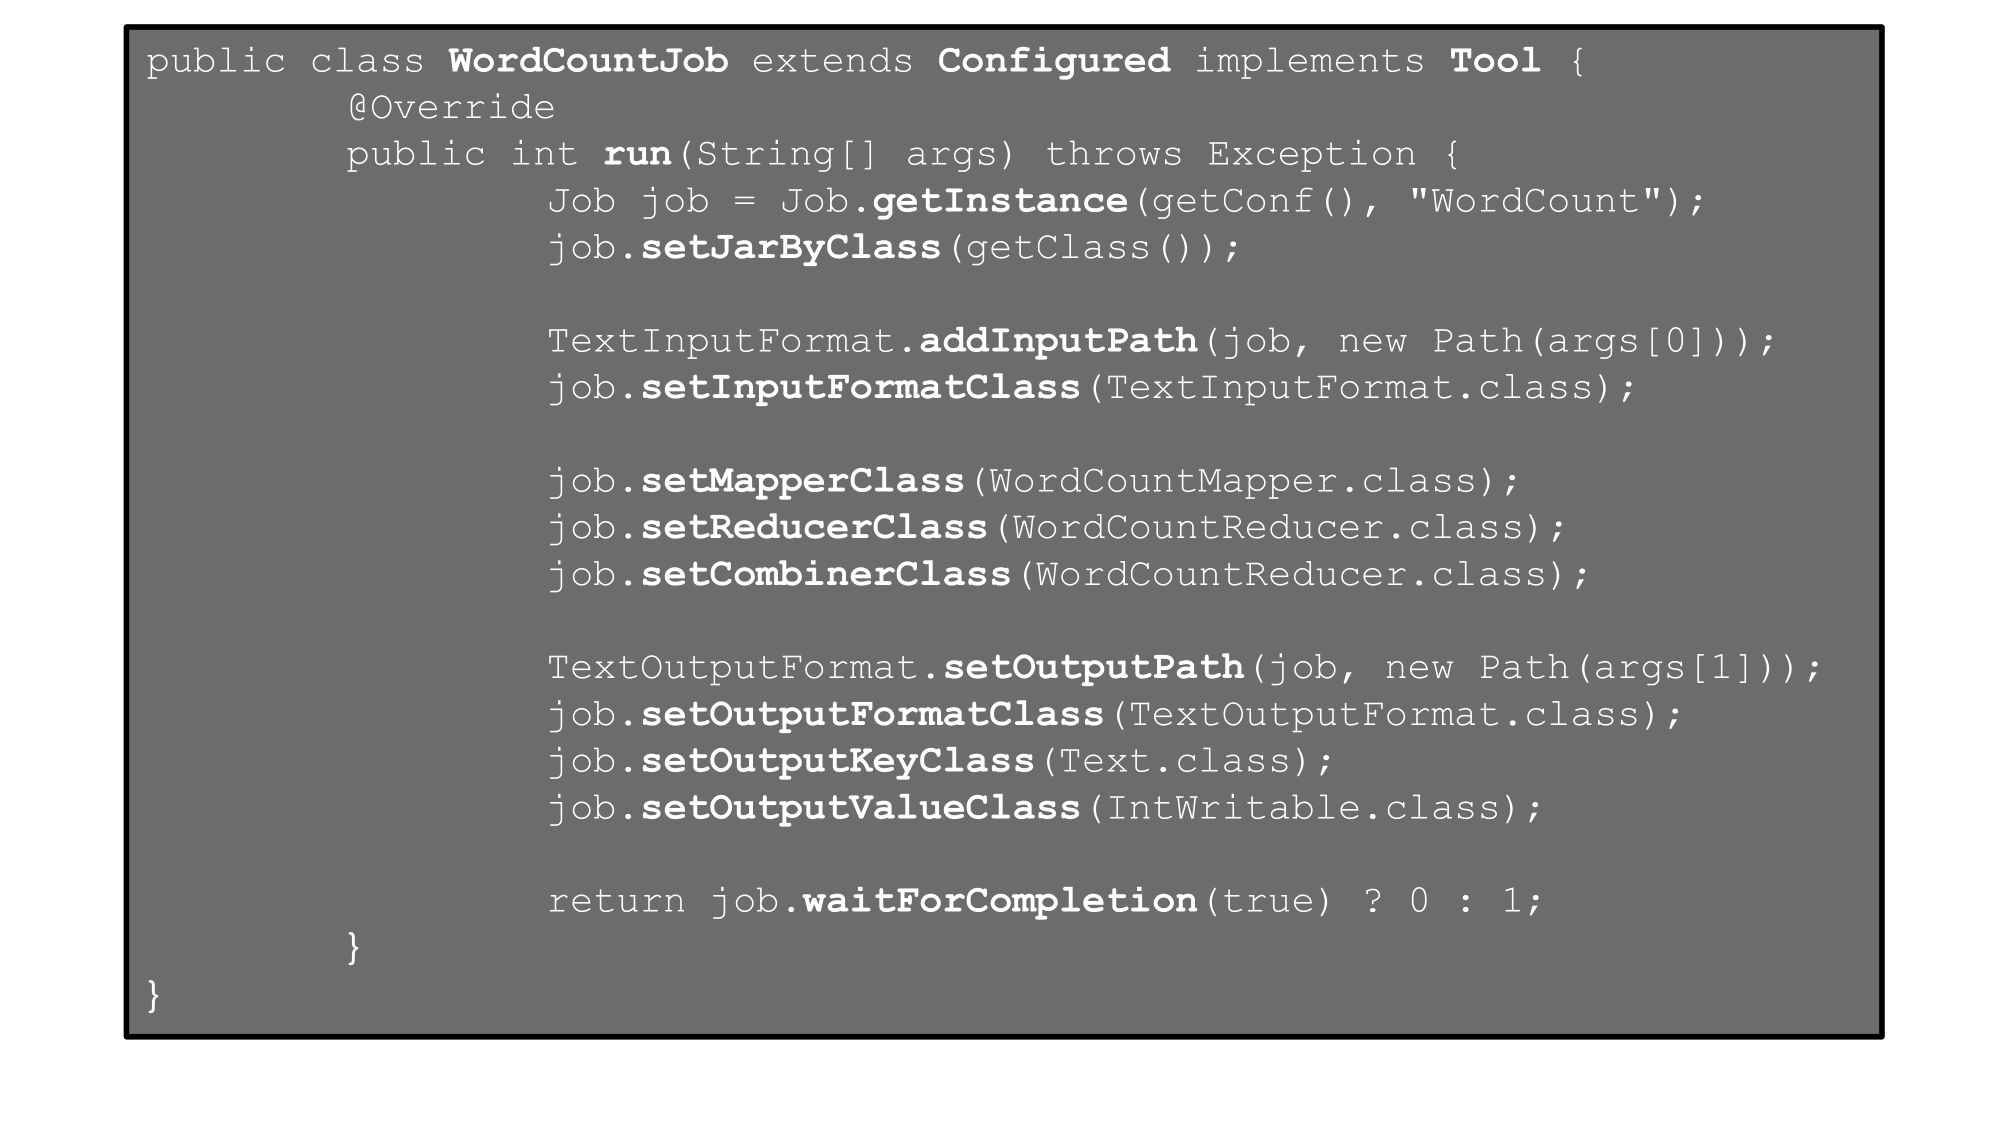 public class WordCountJob extends Configured implements Tool {
@Override
public int run(String[] args) throws Exception {
Job job = Job.getInstance(getConf(), "WordCount");
job.setJarByClass(getClass());
TextInputFormat.addInputPath(job, new Path(args[0]));
job.setInputFormatClass(TextInputFormat.class);
job.setMapperClass(WordCountMapper.class);
job.setReducerClass(WordCountReducer.class);
job.setCombinerClass(WordCountReducer.class);
TextOutputFormat.setOutputPath(job, new Path(args[1]));
job.setOutputFormatClass(TextOutputFormat.class);
job.setOutputKeyClass(Text.class);
job.setOutputValueClass(IntWritable.class);
return job.waitForCompletion(true) ? 0 : 1;
}
}